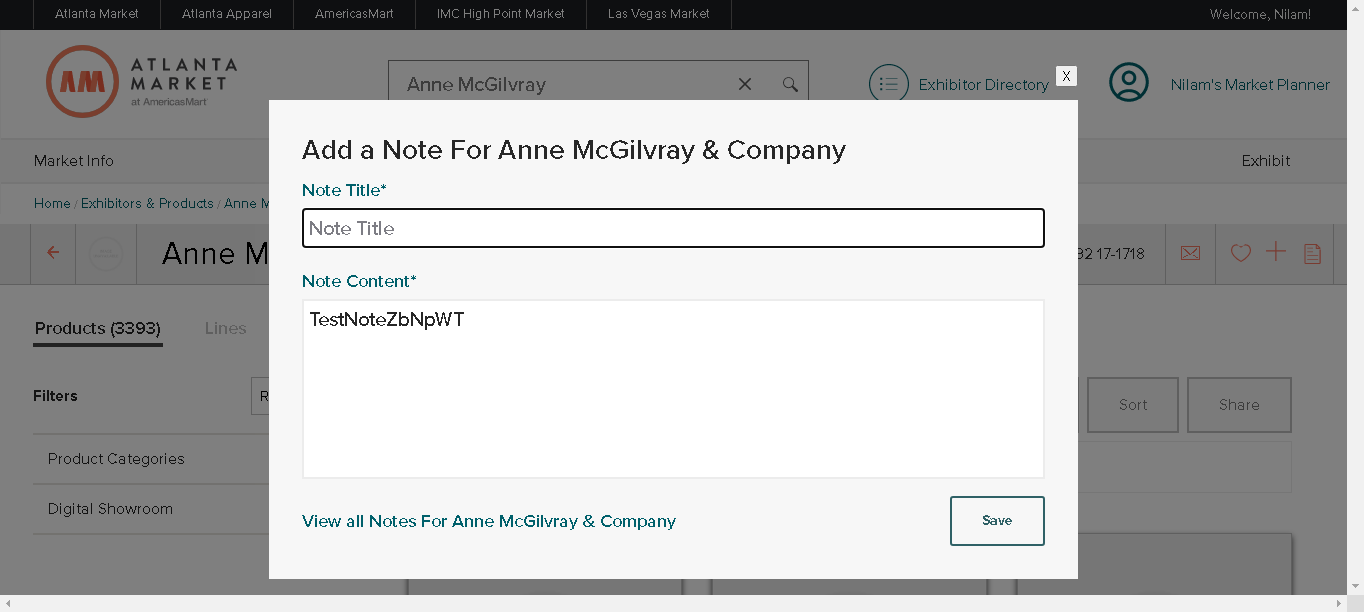 Atlanta Market Atlanta Apparel AmericasMart IMC High Point Market Las Vegas Market Welcome, Nilam!
AM ATLANTA
MARKET
at AmericasMart
Anne McGilvray
Exhibitor Directory
X
Nilam's Market Planner
Market Info Exhibit
Home / Exhibitors & Products / Anne M
Anne M
82 17-1718
Add a Note For Anne McGilvray & Company
Note Title*
Note Title
Note Content*
TestNoteZbNpWT
View all Notes For Anne McGilvray & Company
Save
Products (3393) Lines
Filters
R
Sort Share
Product Categories
Digital Showroom